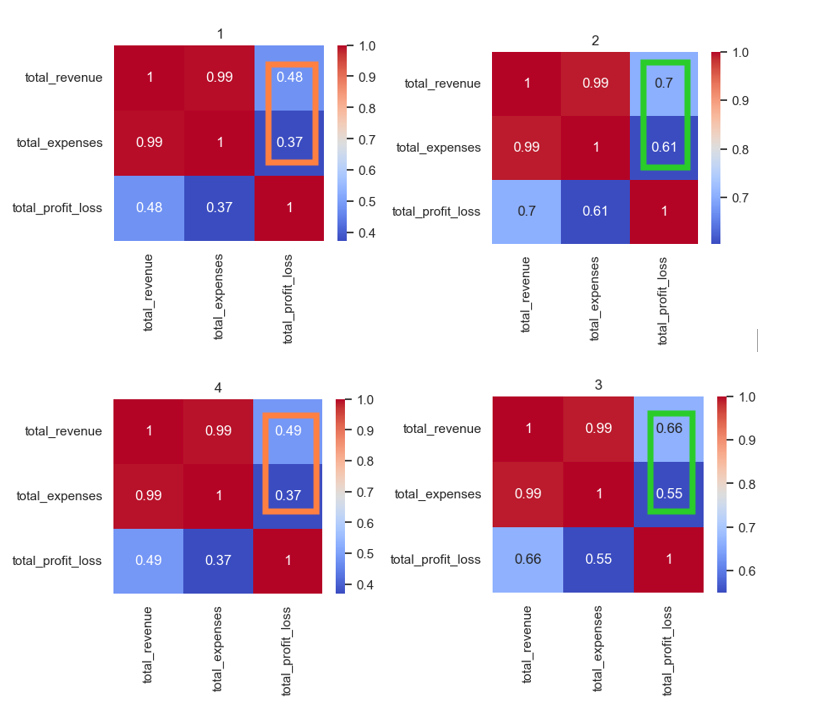 1
total_revenue 1 0.99 0.48
total_expenses 0.99 1 0.37
total_profit_loss 0.48 0.37 1
total_revenue
total_expenses
total_profit_loss
1.0
0.9
0.8
0.7
0.6
0.5
0.4
2
total_revenue 1 0.99 0.7
total_expenses 0.99 1 0.61
total_profit_loss 0.7 0.61 1
total_revenue
total_expenses
total_profit_loss
1.0
0.9
0.8
0.7
4
total_revenue 1 0.99 0.49
total_expenses 0.99 1 0.37
total_profit_loss 0.49 0.37 1
total_revenue
total_expenses
total_profit_loss
1.0
0.9
0.8
0.7
0.6
0.5
0.4
3
total_revenue 1 0.99 0.66
total_expenses 0.99 1 0.55
total_profit_loss 0.66 0.55 1
total_revenue
total_expenses
total_profit_loss
1.0
0.9
0.8
0.7
0.6